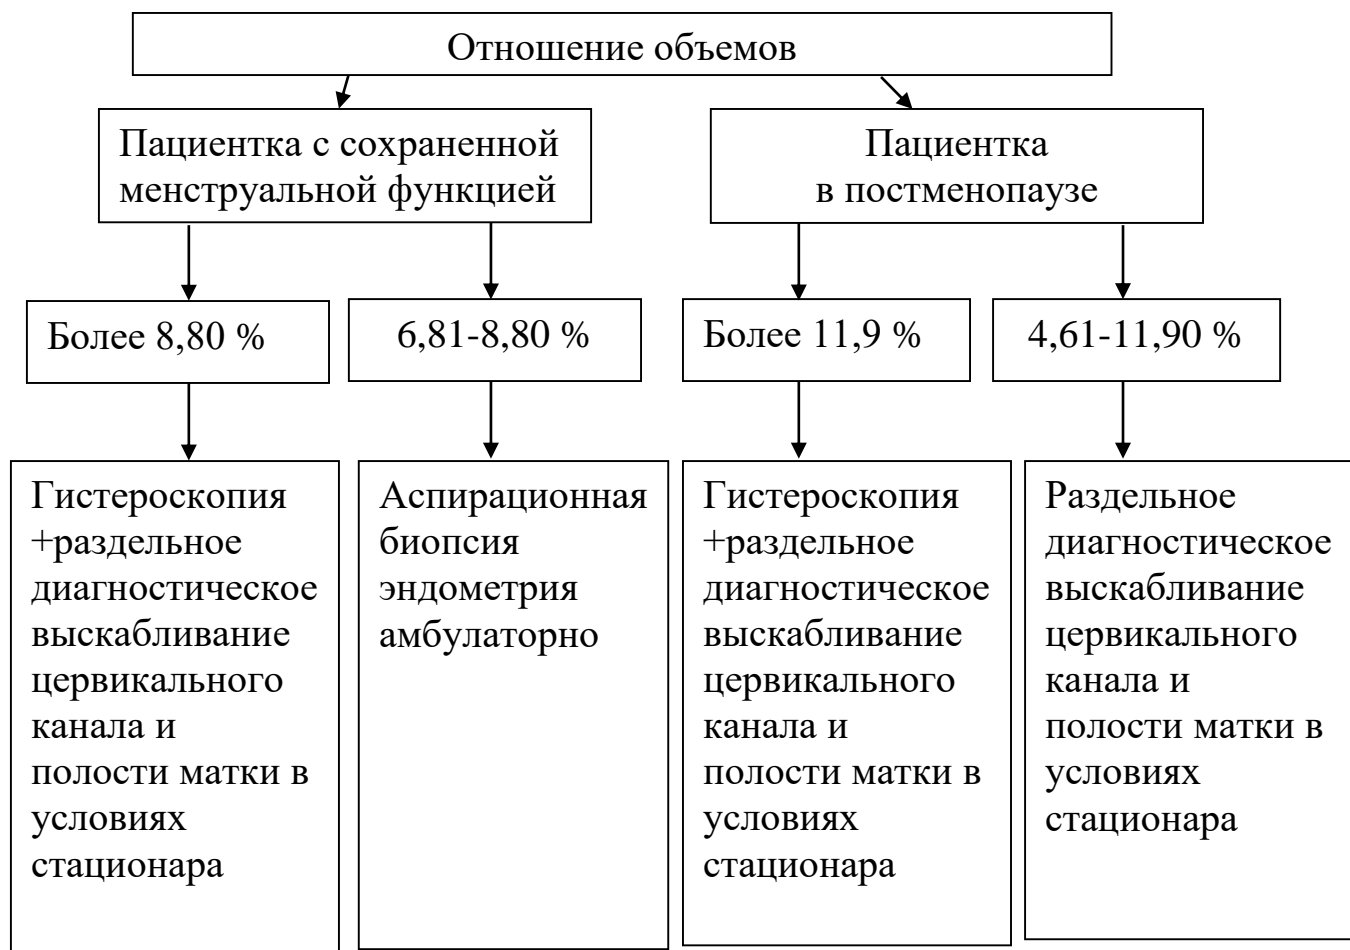 Отношение объемов
Пациентка с сохраненной
менструальной функцией
Пациентка
в постменопаузе
Более 8,80 %
6,81-8,80 %
Более 11,9 %
4,61-11,90 %
Гистероскопия
+раздельное
диагностическое
выскабливание
цервикального
канала и
полости матки в
условиях
стационара
Аспирационная
биопсия
эндометрия
амбулаторно
Гистероскопия
+раздельное
диагностическое
выскабливание
цервикального
канала и
полости матки в
условиях
стационара
Раздельное
диагностическое
выскабливание
цервикального
канала и
полости матки в
условиях
стационара